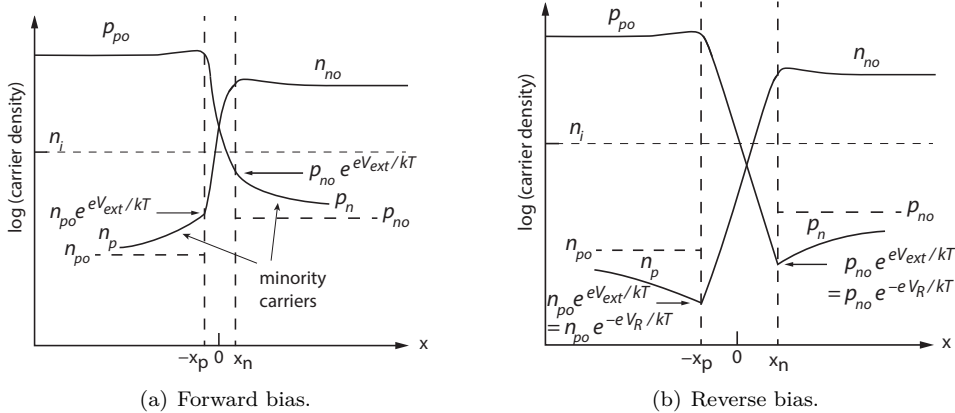 p_po
n_no
log (carrier density)
n_i
p_no e^{eV_ext/kT}
n_po e^{eV_ext/kT}
p_n
p_no
n_p
n_po
minority
carriers
−x_p 0 x_n x
(a) Forward bias.
p_po
n_no
log (carrier density)
n_i
p_no
n_po
p_n
n_p
p_no e^{eV_ext/kT}
= p_no e^{−eV_R/kT}
n_po e^{eV_ext/kT}
= n_po e^{−eV_R/kT}
−x_p 0 x_n x
(b) Reverse bias.